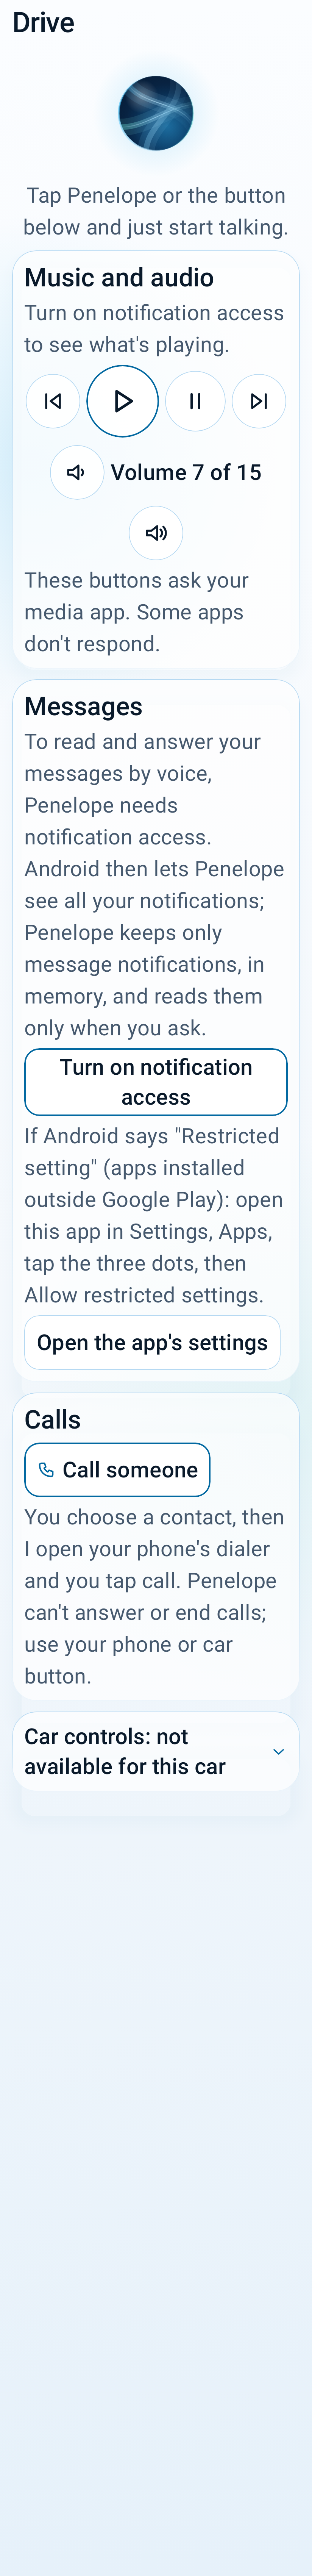 Drive
Tap Penelope or the button
below and just start talking.
Music and audio
Turn on notification access
to see what's playing.
Volume 7 of 15
These buttons ask your
media app. Some apps
don't respond.
Messages
To read and answer your
messages by voice,
Penelope needs
notification access.
Android then lets Penelope
see all your notifications;
Penelope keeps only
message notifications, in
memory, and reads them
only when you ask.
Turn on notification
access
If Android says "Restricted
setting" (apps installed
outside Google Play): open
this app in Settings, Apps,
tap the three dots, then
Allow restricted settings.
Open the app's settings
Calls
Call someone
You choose a contact, then
I open your phone's dialer
and you tap call. Penelope
can't answer or end calls;
use your phone or car
button.
Car controls: not
available for this car